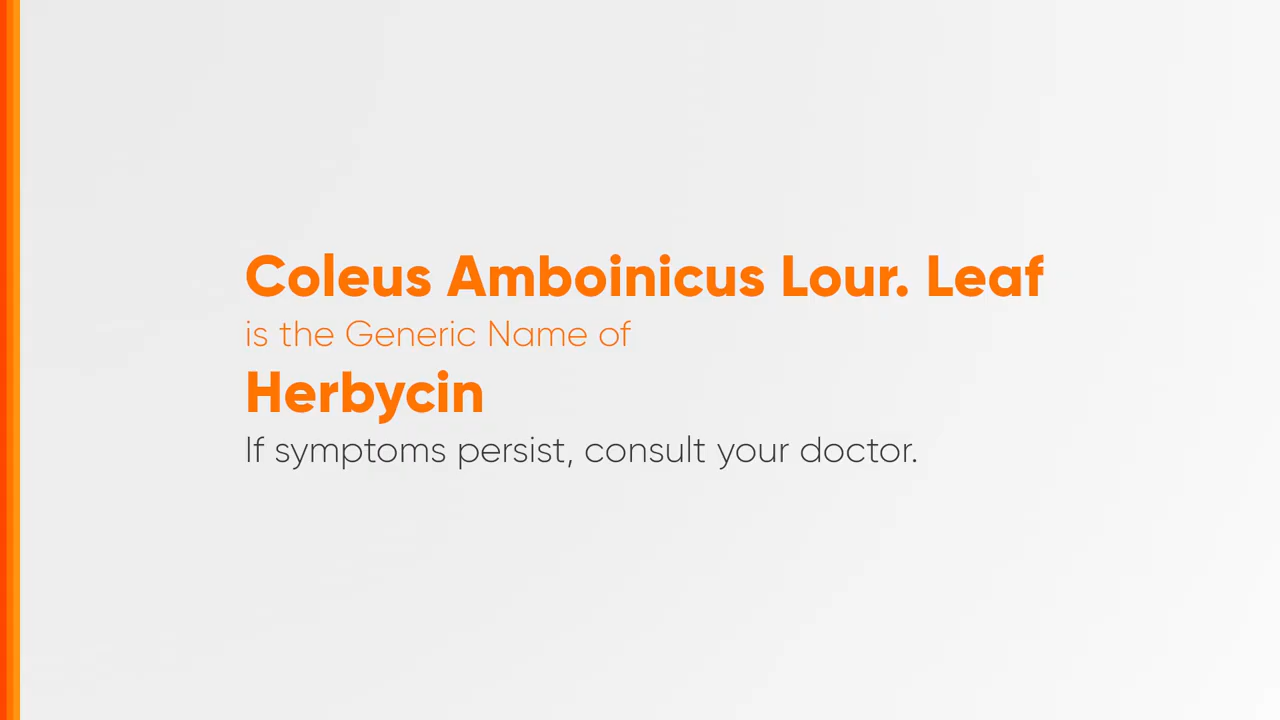 Coleus Amboinicus Lour. Leaf
is the Generic Name of
Herbycin
If symptoms persist, consult your doctor.